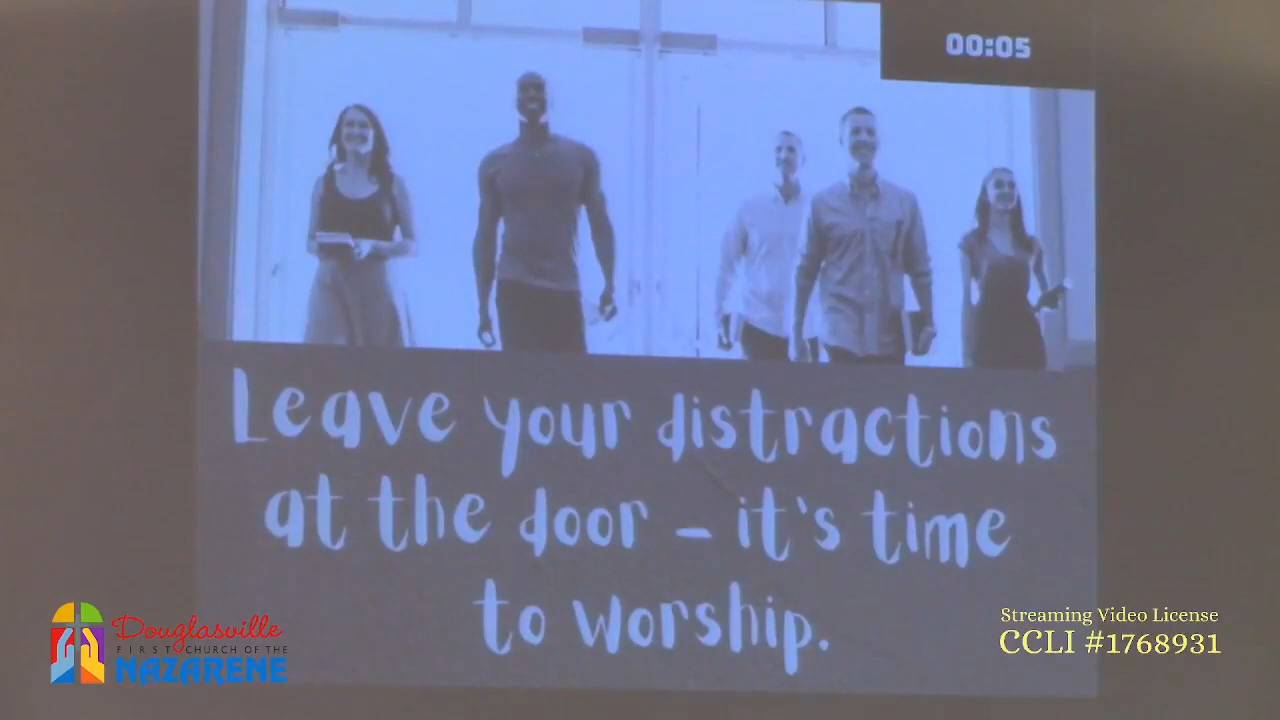 00:05
Leave your distractions
at the door – it's time
to worship.
Douglasville
FIRST CHURCH OF THE
NAZARENE
Streaming Video License
CCLI #1768931